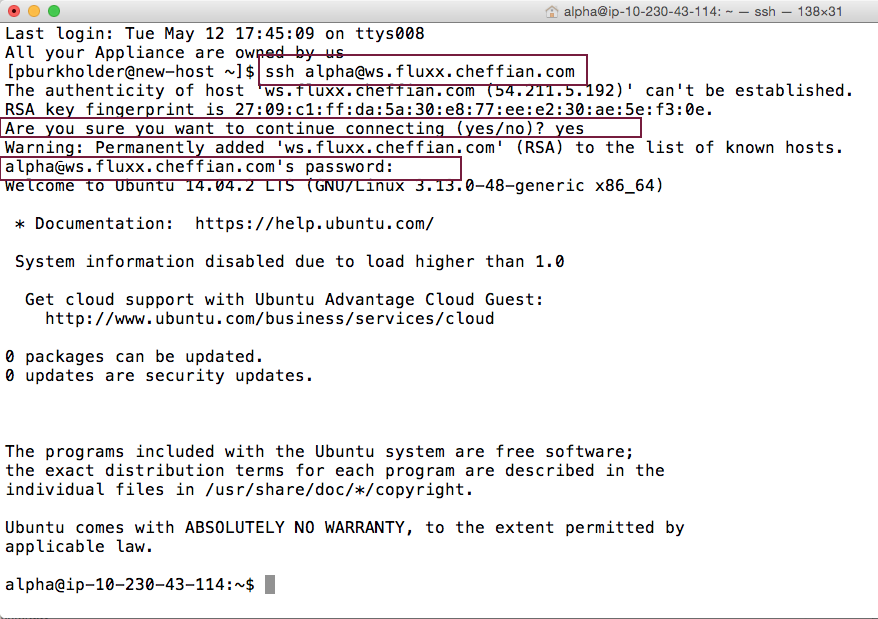 alpha@ip-10-230-43-114: ~ — ssh — 138×31
Last login: Tue May 12 17:45:09 on ttys008
All your Appliance are owned by us
[pburkholder@new-host ~]$ ssh alpha@ws.fluxx.cheffian.com
The authenticity of host 'ws.fluxx.cheffian.com (54.211.5.192)' can't be established.
RSA key fingerprint is 27:09:c1:ff:da:5a:30:e8:77:ee:e2:30:ae:5e:f3:0e.
Are you sure you want to continue connecting (yes/no)? yes
Warning: Permanently added 'ws.fluxx.cheffian.com' (RSA) to the list of known hosts.
alpha@ws.fluxx.cheffian.com's password:
Welcome to Ubuntu 14.04.2 LTS (GNU/Linux 3.13.0-48-generic x86_64)
* Documentation:  https://help.ubuntu.com/
System information disabled due to load higher than 1.0
Get cloud support with Ubuntu Advantage Cloud Guest:
http://www.ubuntu.com/business/services/cloud
0 packages can be updated.
0 updates are security updates.
The programs included with the Ubuntu system are free software;
the exact distribution terms for each program are described in the
individual files in /usr/share/doc/*/copyright.
Ubuntu comes with ABSOLUTELY NO WARRANTY, to the extent permitted by
applicable law.
alpha@ip-10-230-43-114:~$